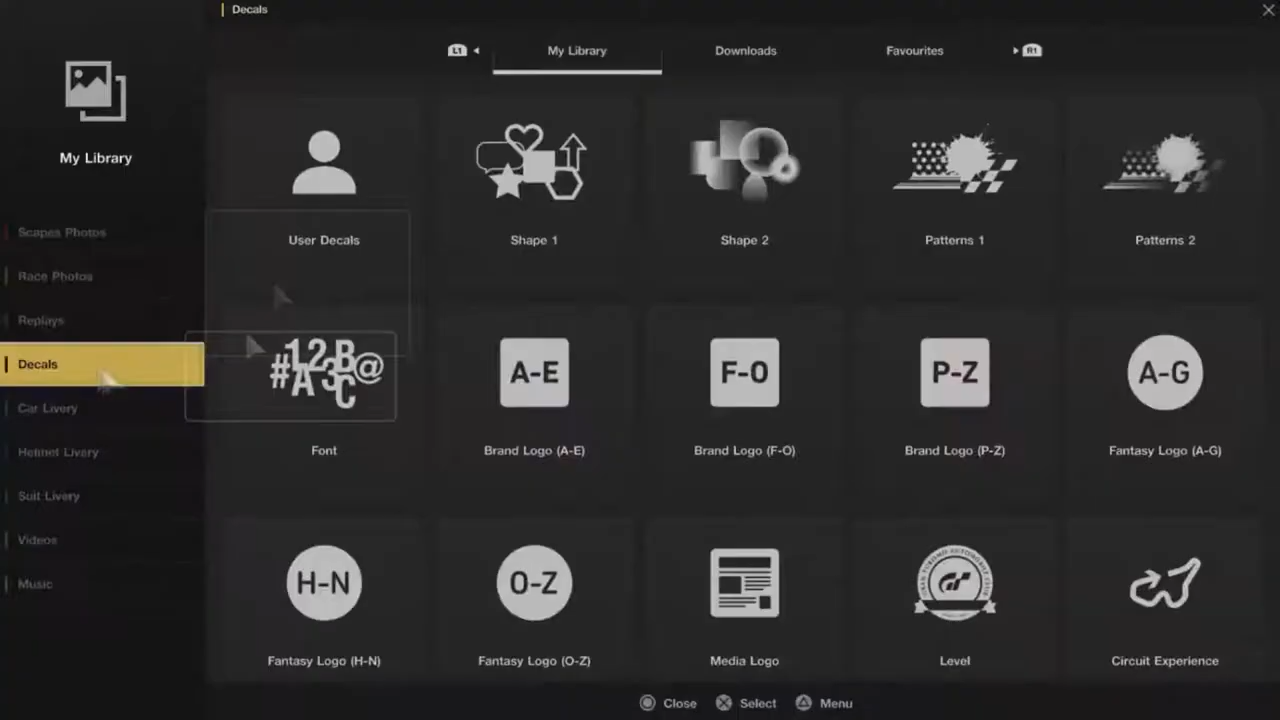 Decals
L1
My Library
Downloads
Favourites
R1
My Library
Scapes Photos
Race Photos
Replays
Decals
Car Livery
Helmet Livery
Suit Livery
Videos
Music
User Decals
Shape 1
Shape 2
Patterns 1
Patterns 2
#123BA3C@
Font
A-E
Brand Logo (A-E)
F-O
Brand Logo (F-O)
P-Z
Brand Logo (P-Z)
A-G
Fantasy Logo (A-G)
H-N
Fantasy Logo (H-N)
O-Z
Fantasy Logo (O-Z)
Media Logo
GT
Level
Circuit Experience
Close
Select
Menu